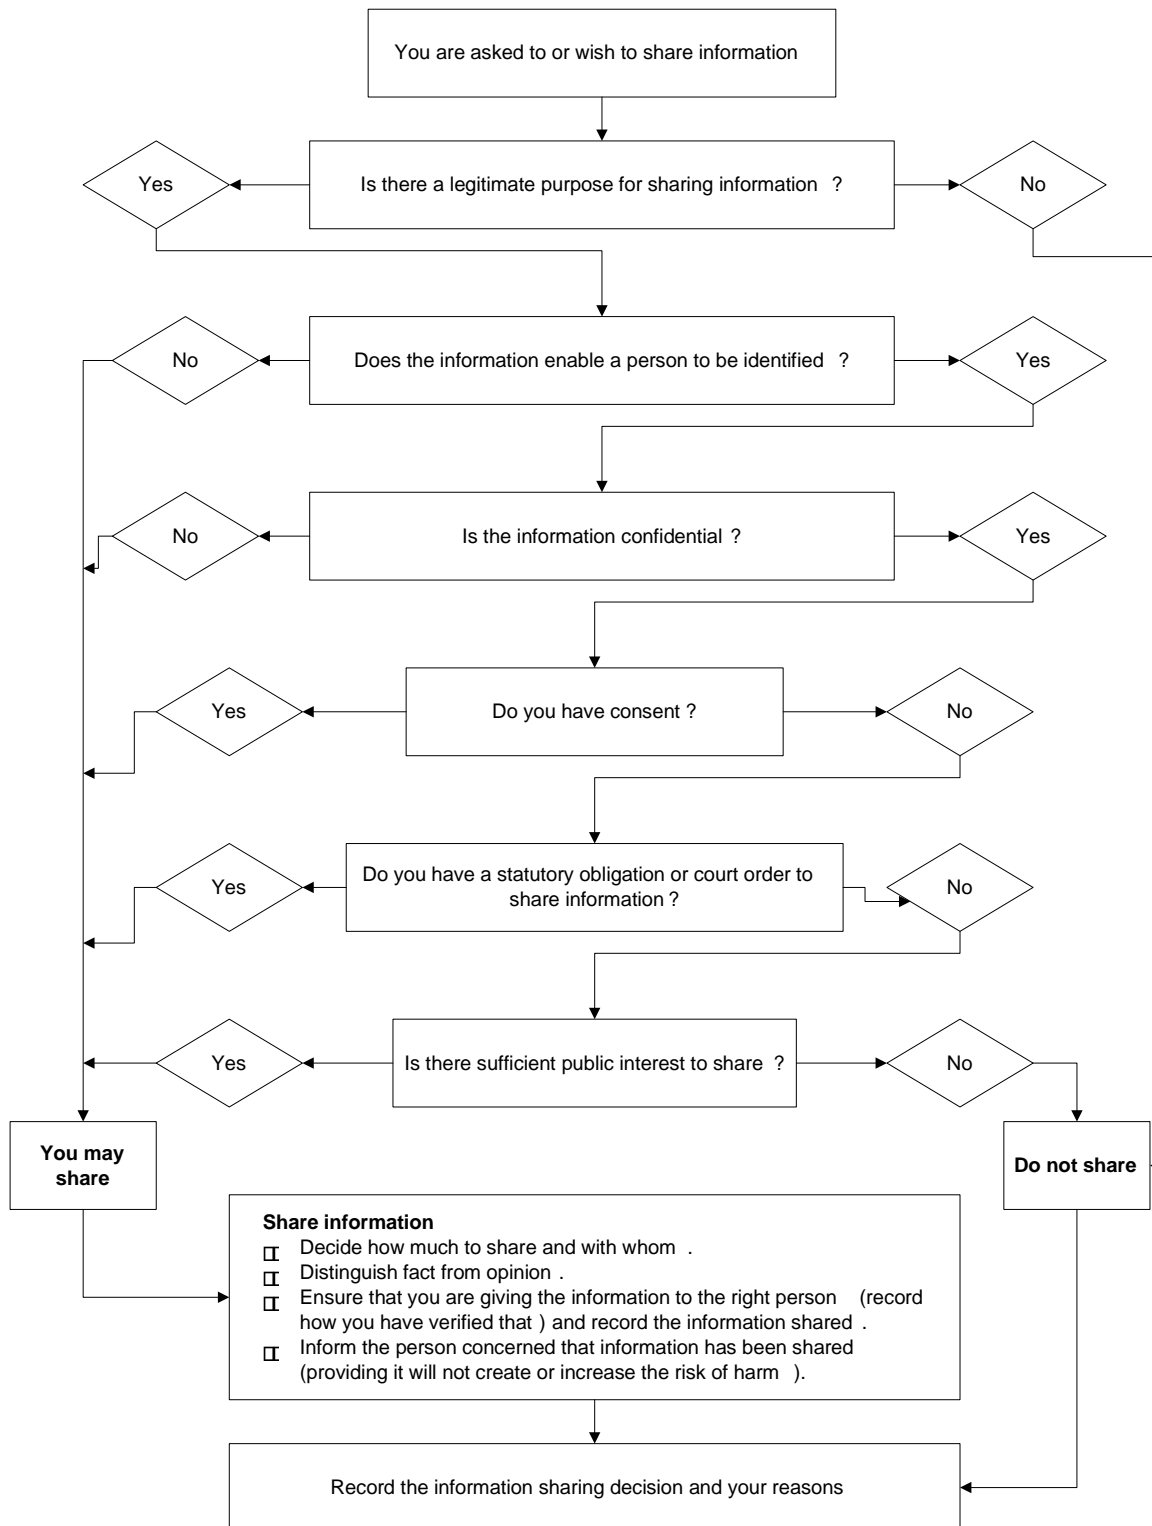 You are asked to or wish to share information
Yes
Is there a legitimate purpose for sharing information ?
No
No
Does the information enable a person to be identified ?
Yes
No
Is the information confidential ?
Yes
Yes
Do you have consent ?
No
Yes
Do you have a statutory obligation or court order to
share information ?
No
Yes
Is there sufficient public interest to share ?
No
You may
share
Do not share
Share information
Decide how much to share and with whom .
Distinguish fact from opinion .
Ensure that you are giving the information to the right person (record
how you have verified that ) and record the information shared .
Inform the person concerned that information has been shared
(providing it will not create or increase the risk of harm ).
Record the information sharing decision and your reasons